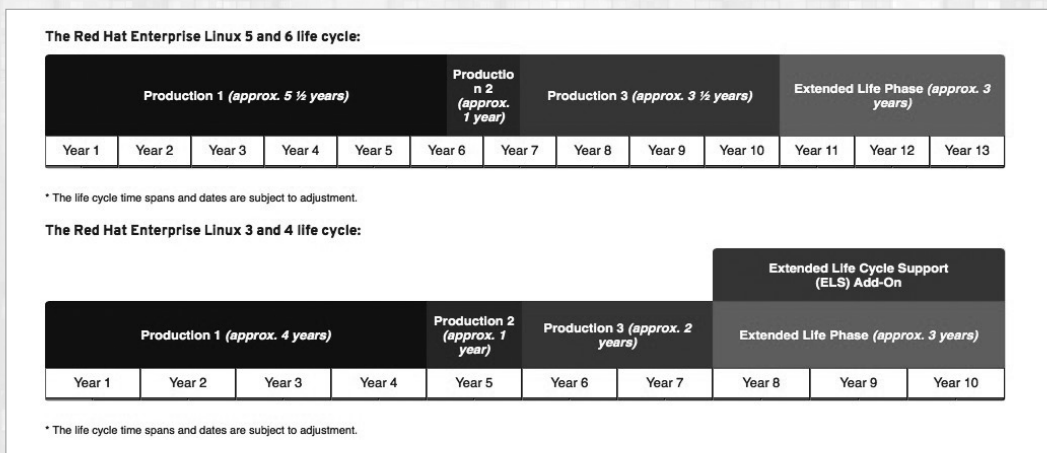 The Red Hat Enterprise Linux 5 and 6 life cycle:
Production 1 (approx. 5 ½ years)
Productio
n 2
(approx.
1 year)
Production 3 (approx. 3 ½ years)
Extended Life Phase (approx. 3
years)
Year 1 Year 2 Year 3 Year 4 Year 5 Year 6 Year 7 Year 8 Year 9 Year 10 Year 11 Year 12 Year 13
* The life cycle time spans and dates are subject to adjustment.
The Red Hat Enterprise Linux 3 and 4 life cycle:
Extended Life Cycle Support
(ELS) Add-On
Production 1 (approx. 4 years)
Production 2
(approx. 1
year)
Production 3 (approx. 2
years)
Extended Life Phase (approx. 3 years)
Year 1 Year 2 Year 3 Year 4 Year 5 Year 6 Year 7 Year 8 Year 9 Year 10
* The life cycle time spans and dates are subject to adjustment.